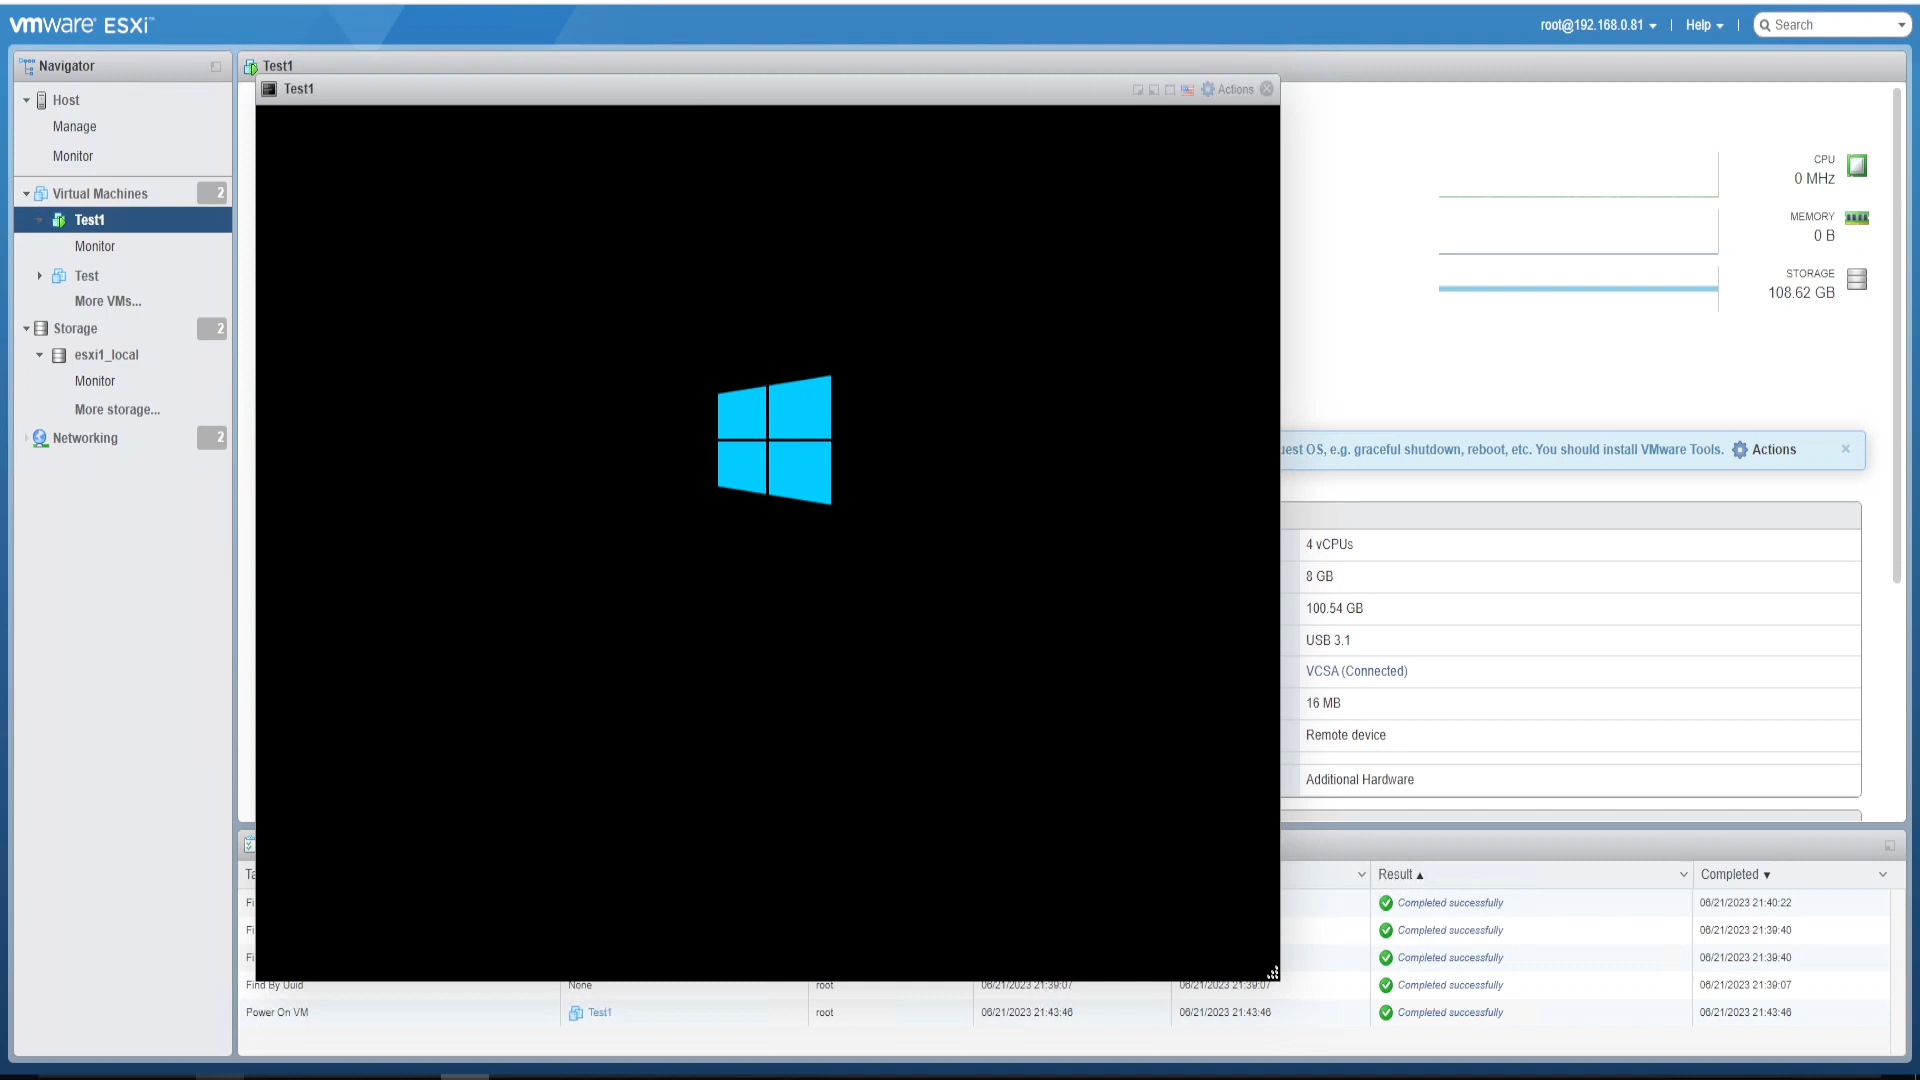 vmware ESXi™
root@192.168.0.81 | Help | Search
Navigator
Test1
Host
Manage
Monitor
Virtual Machines 2
Test1
Monitor
Test
More VMs...
Storage 2
esxi1_local
Monitor
More storage...
Networking 2
Test1 Actions
CPU
0 MHz
MEMORY
0 B
STORAGE
108.62 GB
OS, e.g. graceful shutdown, reboot, etc. You should install VMware Tools. Actions
4 vCPUs
8 GB
100.54 GB
USB 3.1
VCSA (Connected)
16 MB
Remote device
Additional Hardware
Result ▲ Completed ▼
Completed successfully 06/21/2023 21:40:22
Completed successfully 06/21/2023 21:39:40
Completed successfully 06/21/2023 21:39:40
Find By Uuid None root 06/21/2023 21:39:07 06/21/2023 21:39:07 Completed successfully 06/21/2023 21:39:07
Power On VM Test1 root 06/21/2023 21:43:46 06/21/2023 21:43:46 Completed successfully 06/21/2023 21:43:46